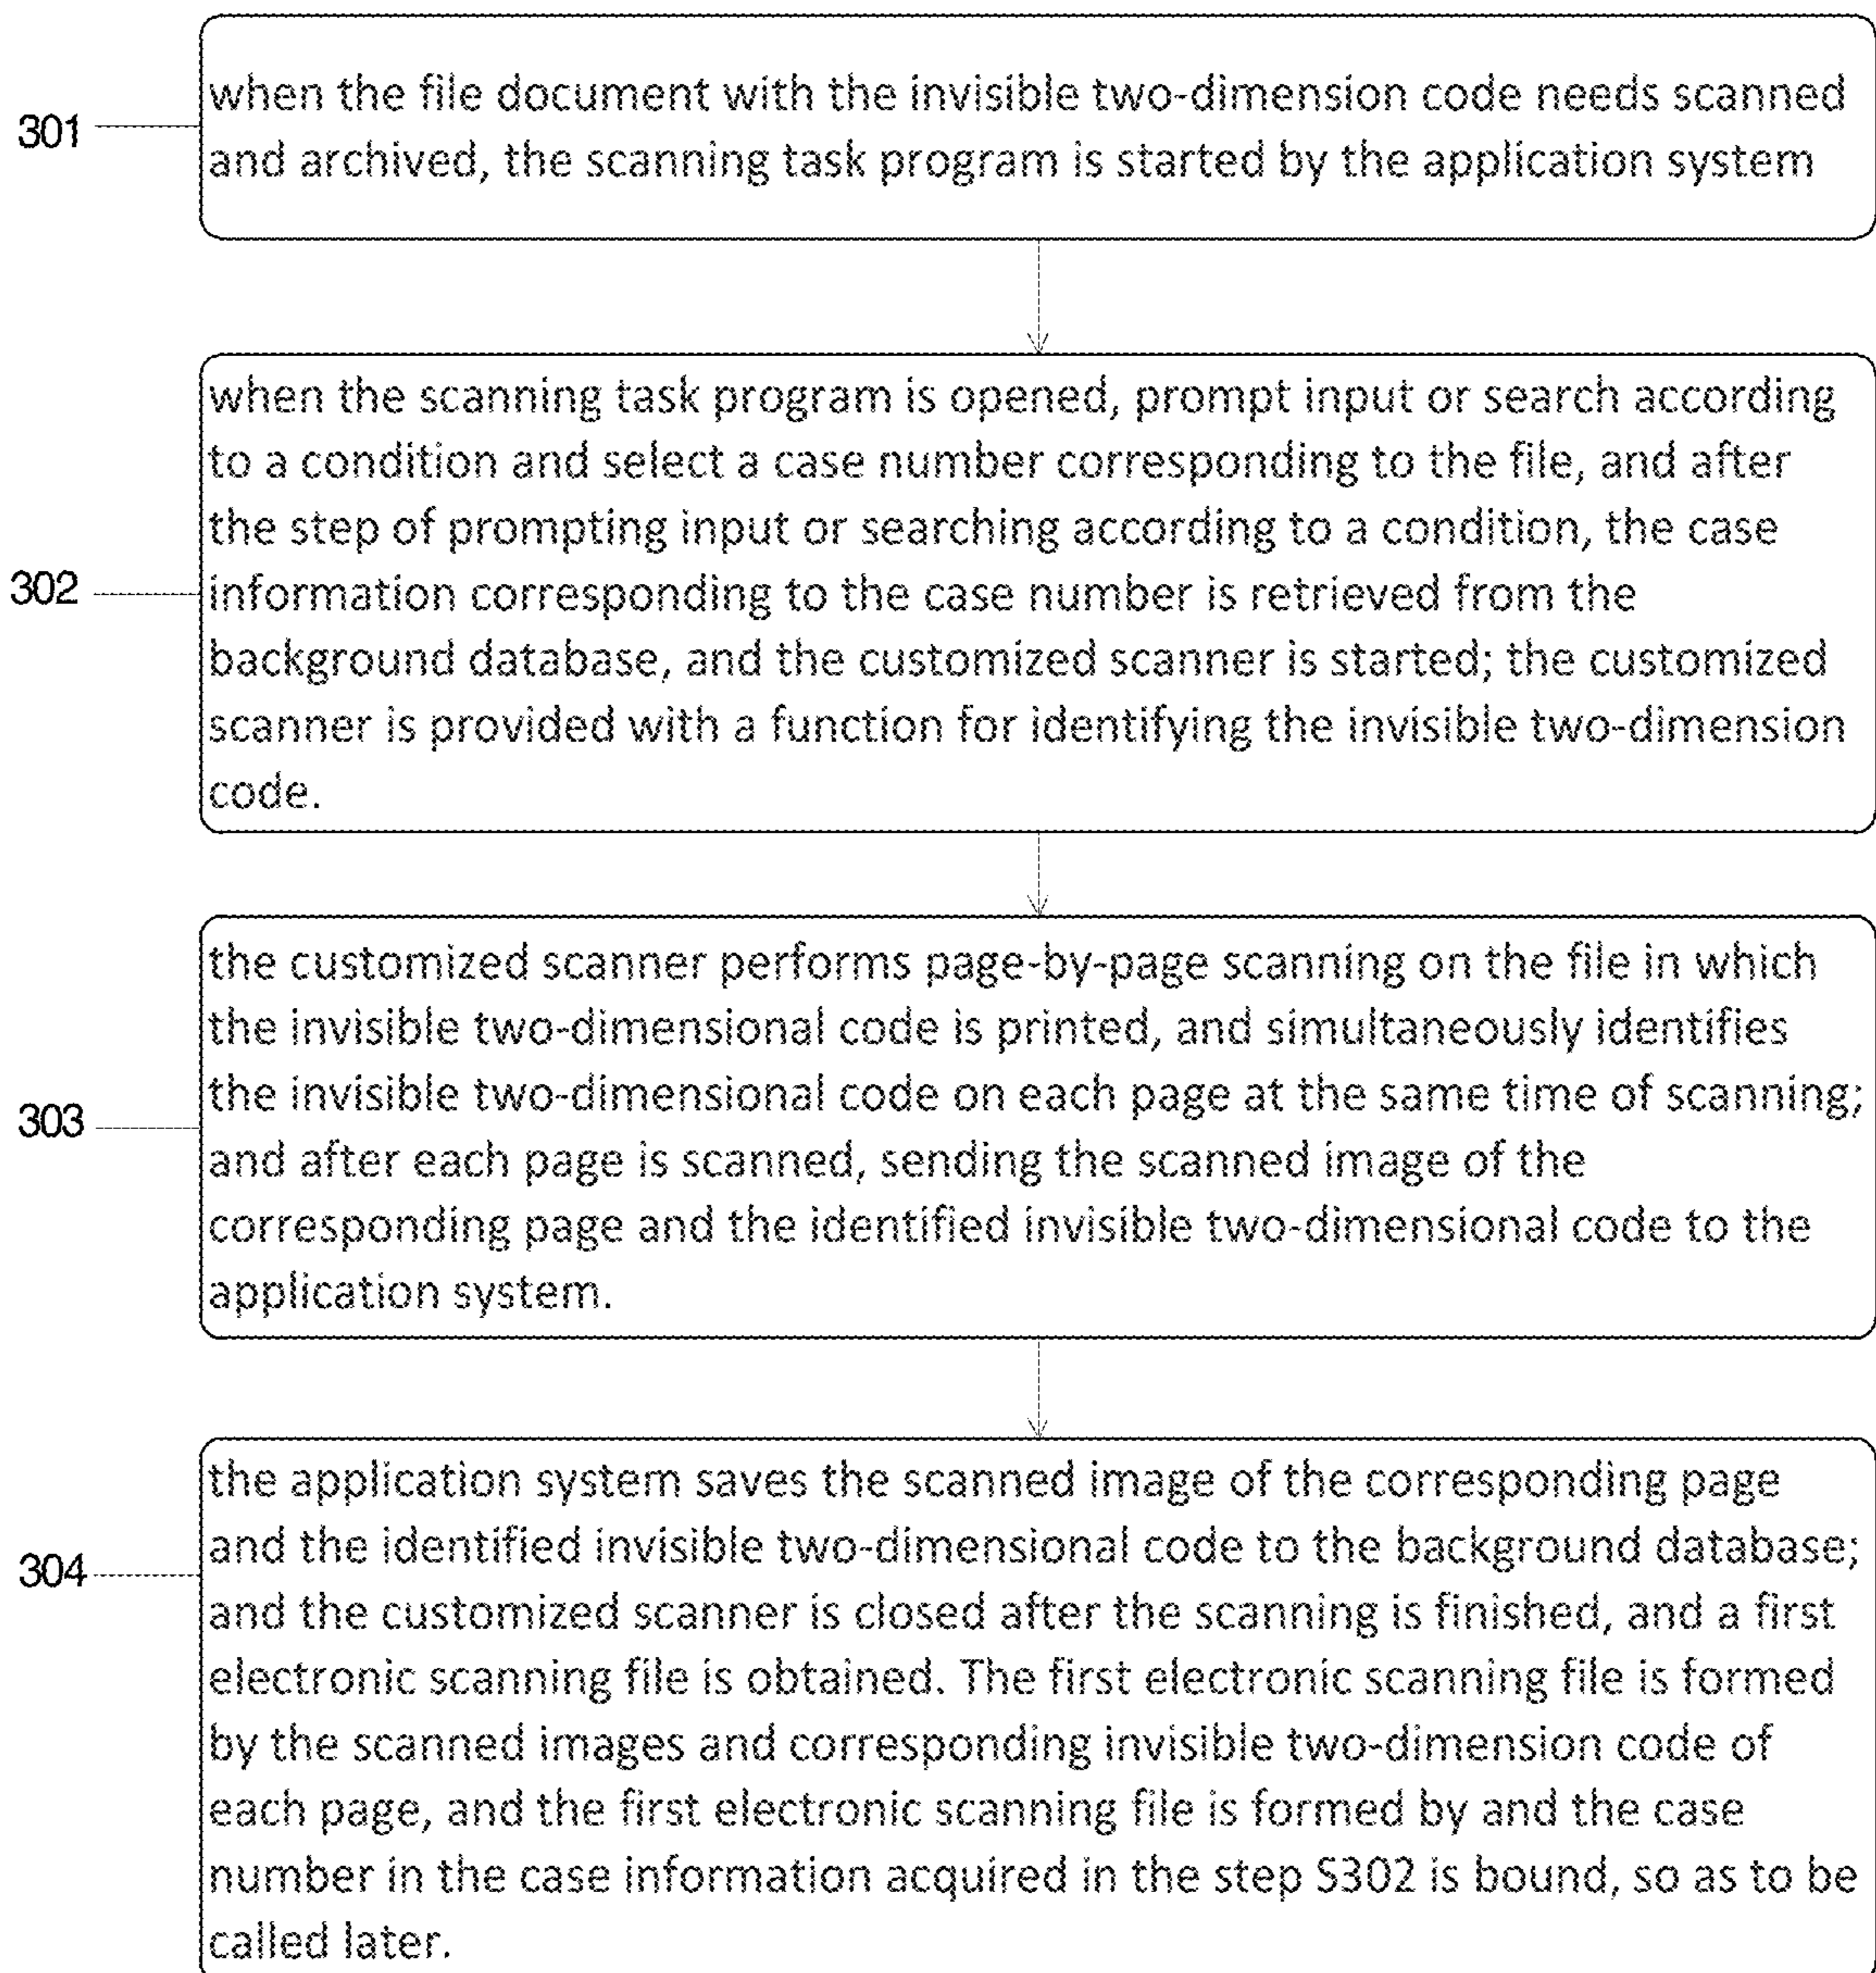 301
when the file document with the invisible two-dimension code needs scanned
and archived, the scanning task program is started by the application system
302
when the scanning task program is opened, prompt input or search according
to a condition and select a case number corresponding to the file, and after
the step of prompting input or searching according to a condition, the case
information corresponding to the case number is retrieved from the
background database, and the customized scanner is started; the customized
scanner is provided with a function for identifying the invisible two-dimension
code.
303
the customized scanner performs page-by-page scanning on the file in which
the invisible two-dimensional code is printed, and simultaneously identifies
the invisible two-dimensional code on each page at the same time of scanning;
and after each page is scanned, sending the scanned image of the
corresponding page and the identified invisible two-dimensional code to the
application system.
304
the application system saves the scanned image of the corresponding page
and the identified invisible two-dimensional code to the background database;
and the customized scanner is closed after the scanning is finished, and a first
electronic scanning file is obtained. The first electronic scanning file is formed
by the scanned images and corresponding invisible two-dimension code of
each page, and the first electronic scanning file is formed by and the case
number in the case information acquired in the step S302 is bound, so as to be
called later.